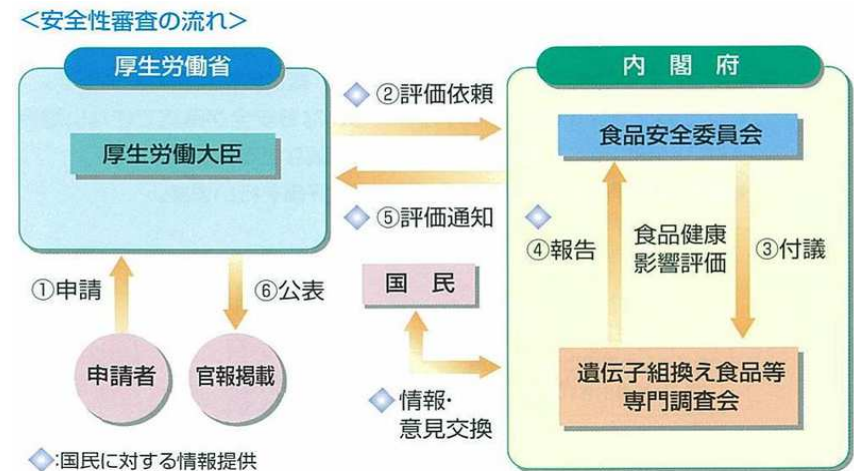 <安全性審査の流れ>
厚生労働省
厚生労働大臣
内閣府
食品安全委員会
②評価依頼
⑤評価通知
④報告
食品健康
影響評価
③付議
①申請
⑥公表
国民
申請者
官報掲載
情報・
意見交換
遺伝子組換え食品等
専門調査会
:国民に対する情報提供